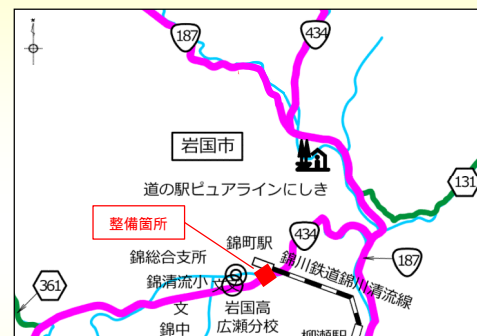 187
434
岩国市
131
道の駅ピュアラインにしき
整備箇所
434
錦町駅
錦川鉄道錦川清流線
187
錦総合支所
361
錦清流小
文
文
岩国高
広瀬分校
文
錦中
柳瀬駅